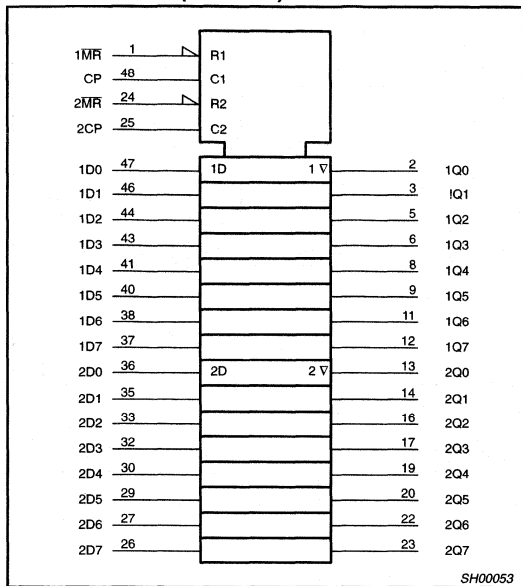 1MR 1 R1
CP 48 C1
2MR 24 R2
2CP 25 C2
1D0 47 1D 1 ▽ 2 1Q0
1D1 46 3 !Q1
1D2 44 5 1Q2
1D3 43 6 1Q3
1D4 41 8 1Q4
1D5 40 9 1Q5
1D6 38 11 1Q6
1D7 37 12 1Q7
2D0 36 2D 2 ▽ 13 2Q0
2D1 35 14 2Q1
2D2 33 16 2Q2
2D3 32 17 2Q3
2D4 30 19 2Q4
2D5 29 20 2Q5
2D6 27 22 2Q6
2D7 26 23 2Q7
SH00053